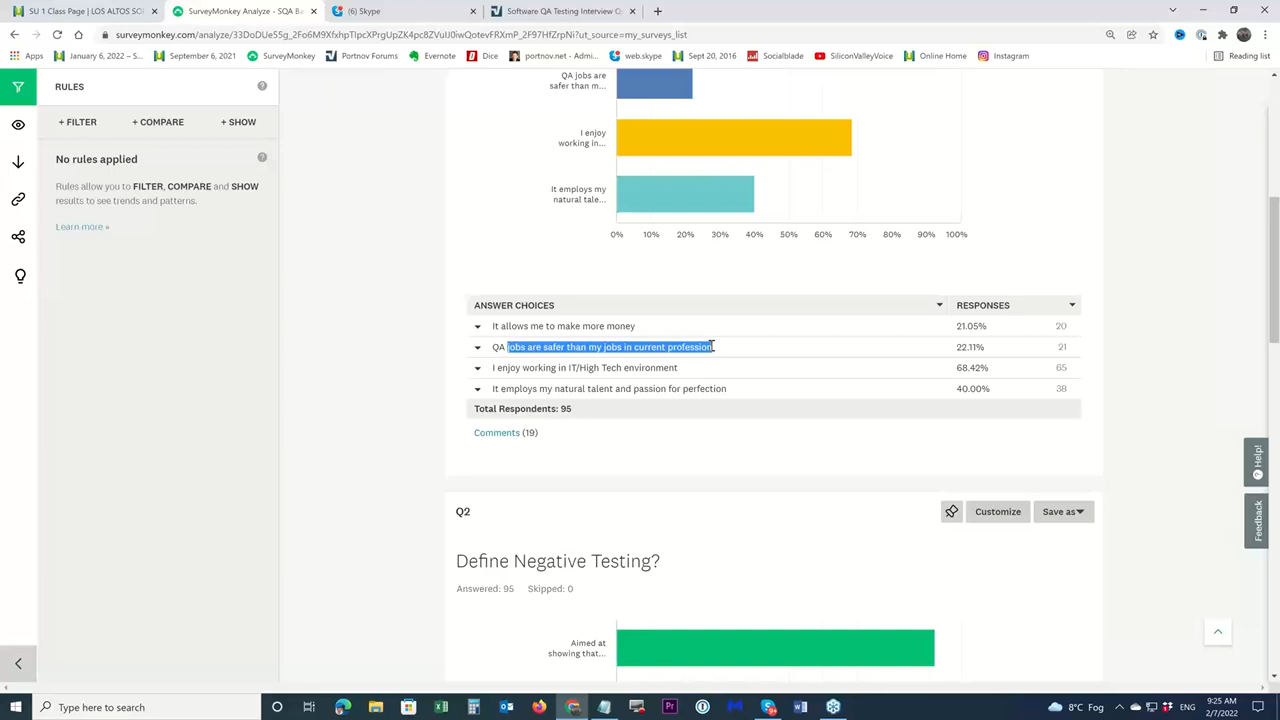 SU 1 Class Page | LOS ALTOS SOF
SurveyMonkey Analyze - SQA Ba
(6) Skype
Software QA Testing Interview Q
surveymonkey.com/analyze/33DoDUe55g_2Fo6M9XfxhpTIpcXPrgUpZK4pc8ZVuIJ0iwQotevFRXmP_2F97HfZrpNi?ut_source=my_surveys_list
Apps
January 6, 2022 –
September 6, 2021
SurveyMonkey
Portnov Forums
Evernote
Dice
portnov.net - Admi...
web.skype
Sept 20, 2016
Socialblade
SiliconValleyVoice
Online Home
Instagram
Reading list
RULES
+ FILTER
+ COMPARE
+ SHOW
No rules applied
Rules allow you to FILTER, COMPARE and SHOW
results to see trends and patterns.
Learn more »
QA jobs are
safer than m...
I enjoy
working in...
It employs my
natural tale...
0% 10% 20% 30% 40% 50% 60% 70% 80% 90% 100%
ANSWER CHOICES RESPONSES
It allows me to make more money 21.05% 20
QA jobs are safer than my jobs in current profession 22.11% 21
I enjoy working in IT/High Tech environment 68.42% 65
It employs my natural talent and passion for perfection 40.00% 38
Total Respondents: 95
Comments (19)
Help!
Feedback
Q2
Customize
Save as
Define Negative Testing?
Answered: 95 Skipped: 0
Aimed at
showing that...
Type here to search
8°C Fog
ENG
9:25 AM
2/7/2022